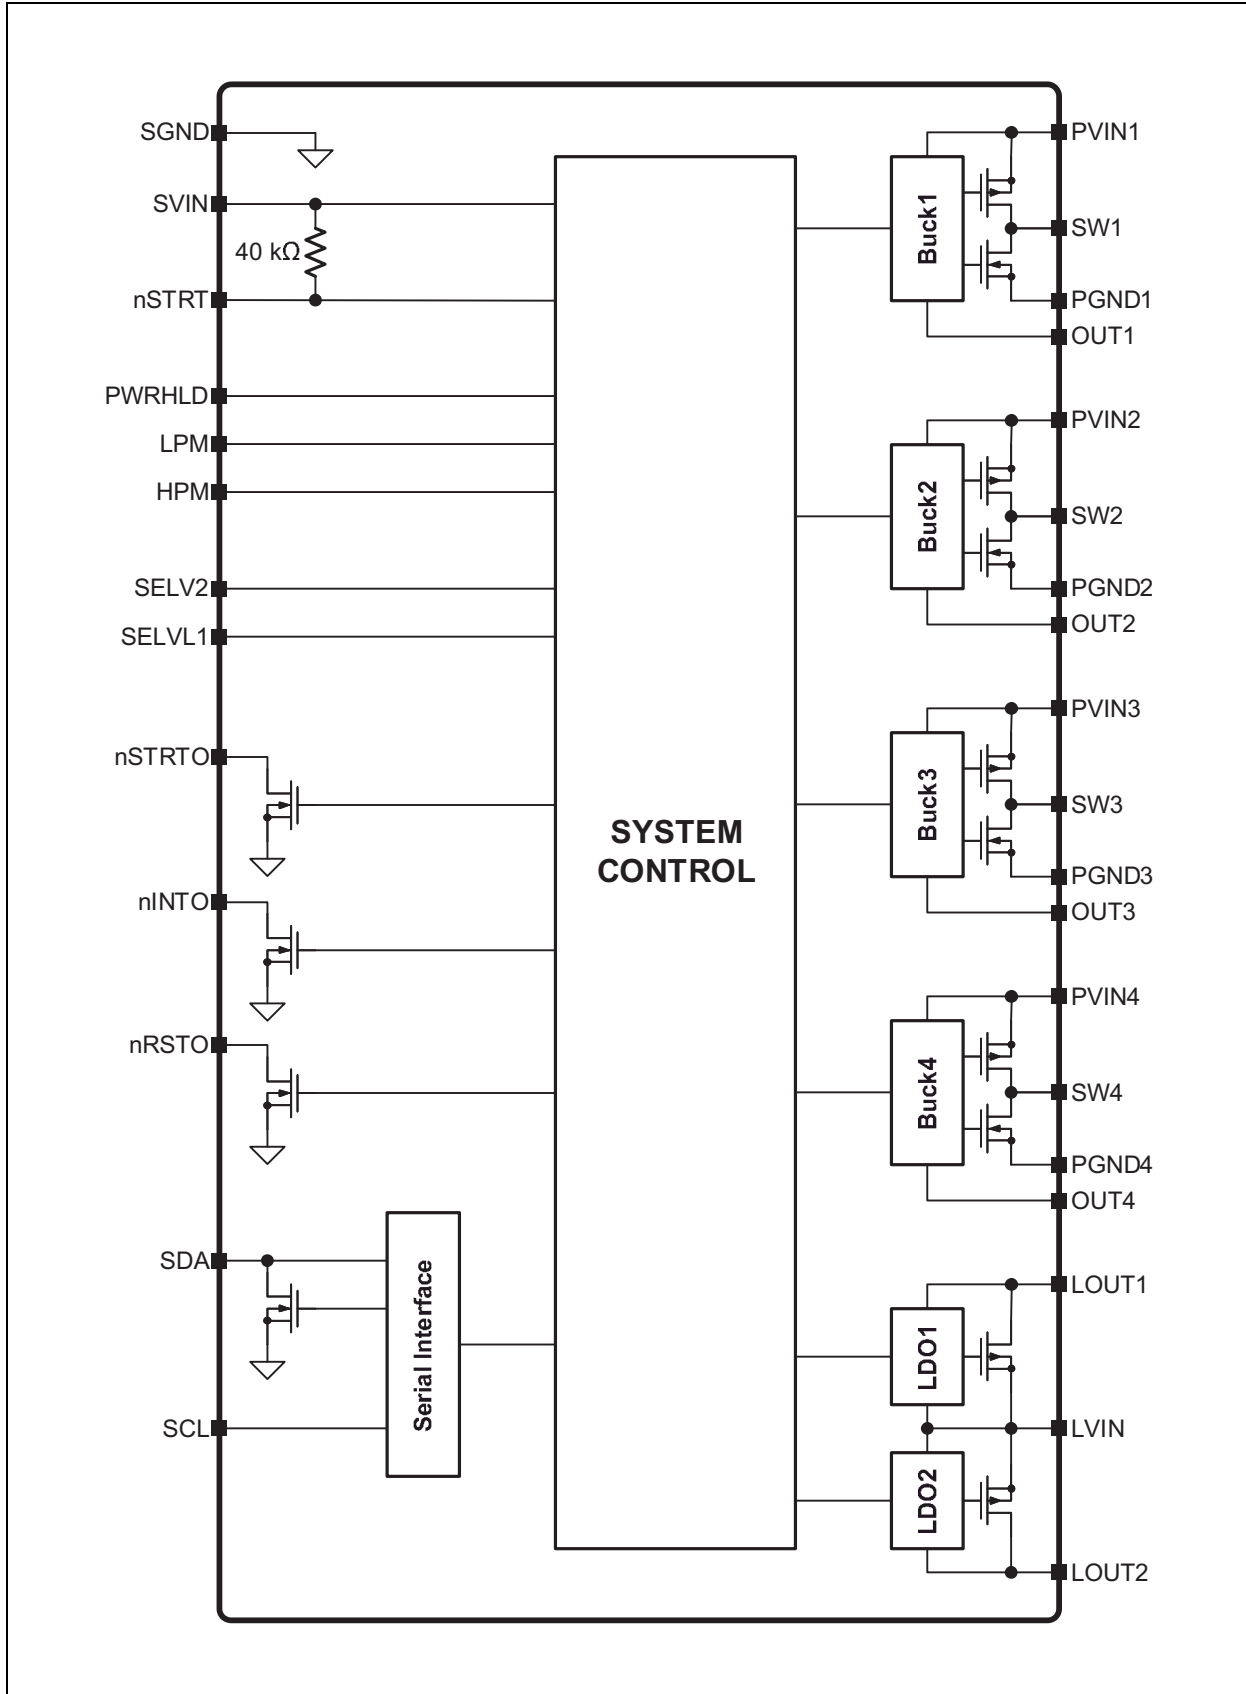 SGND
SVIN
40 kΩ
nSTRT
PWRHLD
LPM
HPM
SELV2
SELVL1
nSTRTO
nINTO
nRSTO
SDA
SCL
Serial Interface
SYSTEM
CONTROL
Buck1
PVIN1
SW1
PGND1
OUT1
Buck2
PVIN2
SW2
PGND2
OUT2
Buck3
PVIN3
SW3
PGND3
OUT3
Buck4
PVIN4
SW4
PGND4
OUT4
LDO1
LOUT1
LVIN
LDO2
LOUT2